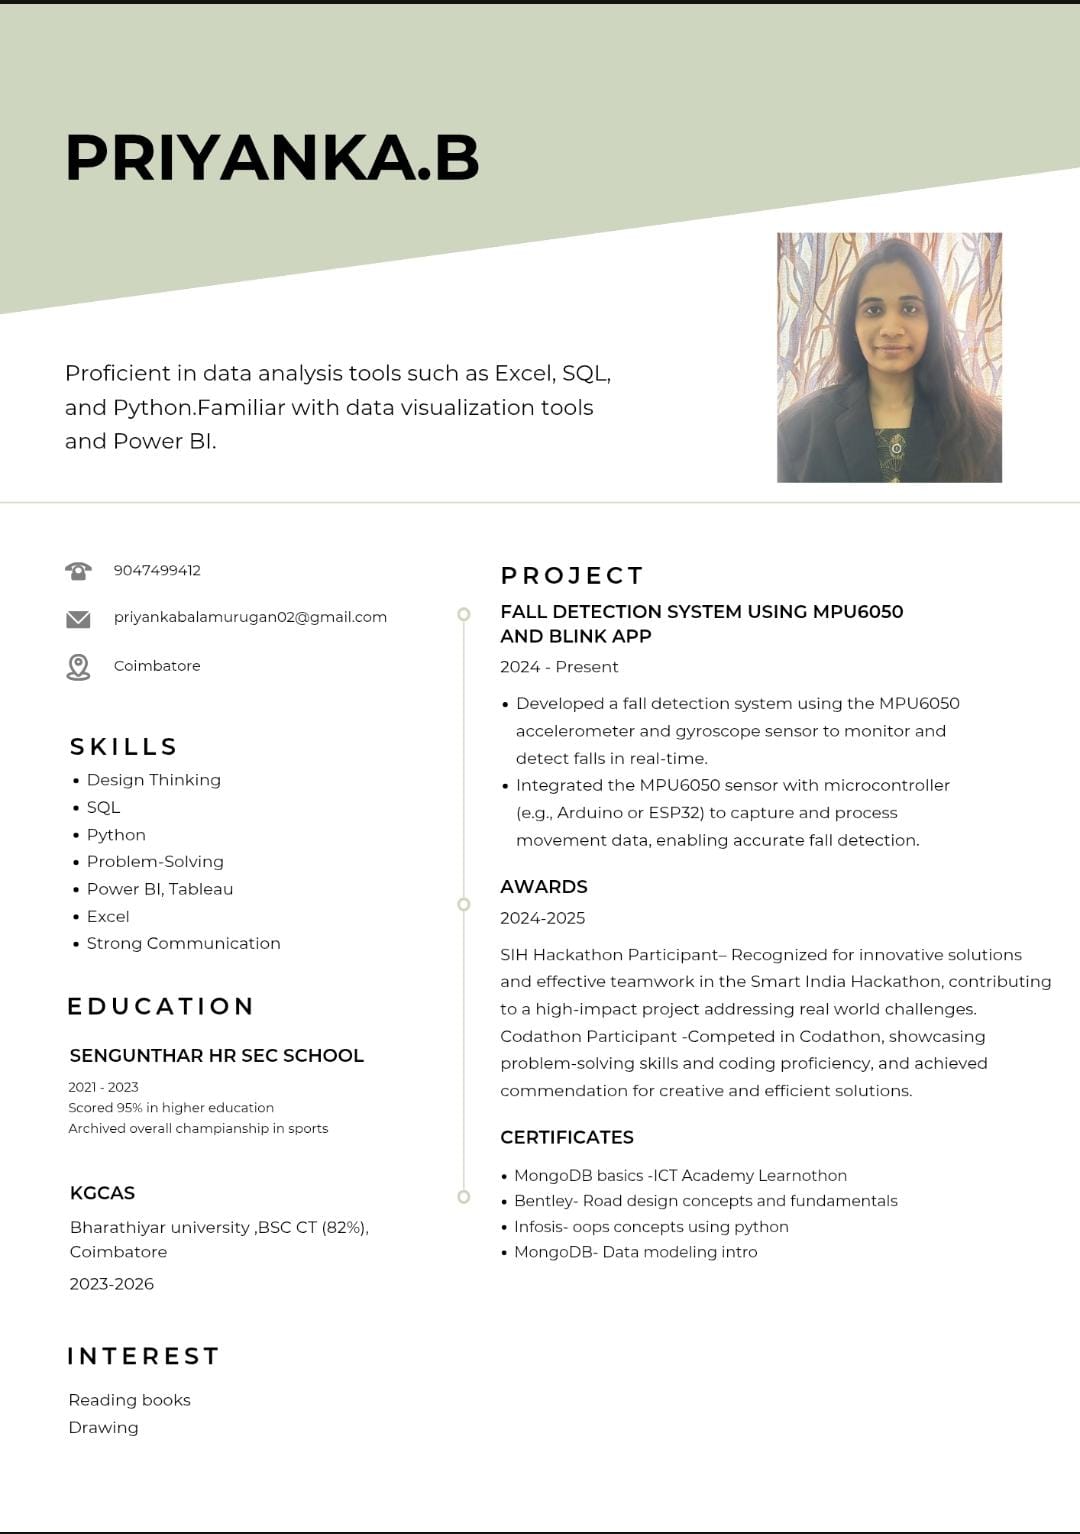 PRIYANKA.B
Proficient in data analysis tools such as Excel, SQL,
and Python.Familiar with data visualization tools
and Power BI.
9047499412
priyankabalamurugan02@gmail.com
Coimbatore
SKILLS
• Design Thinking
• SQL
• Python
• Problem-Solving
• Power BI, Tableau
• Excel
• Strong Communication
EDUCATION
SENGUNTHAR HR SEC SCHOOL
2021 - 2023
Scored 95% in higher education
Archived overall champianship in sports
KGCAS
Bharathiyar university ,BSC CT (82%),
Coimbatore
2023-2026
INTEREST
Reading books
Drawing
PROJECT
FALL DETECTION SYSTEM USING MPU6050
AND BLINK APP
2024 - Present
• Developed a fall detection system using the MPU6050
accelerometer and gyroscope sensor to monitor and
detect falls in real-time.
• Integrated the MPU6050 sensor with microcontroller
(e.g., Arduino or ESP32) to capture and process
movement data, enabling accurate fall detection.
AWARDS
2024-2025
SIH Hackathon Participant– Recognized for innovative solutions
and effective teamwork in the Smart India Hackathon, contributing
to a high-impact project addressing real world challenges.
Codathon Participant -Competed in Codathon, showcasing
problem-solving skills and coding proficiency, and achieved
commendation for creative and efficient solutions.
CERTIFICATES
• MongoDB basics -ICT Academy Learnothon
• Bentley- Road design concepts and fundamentals
• Infosis- oops concepts using python
• MongoDB- Data modeling intro